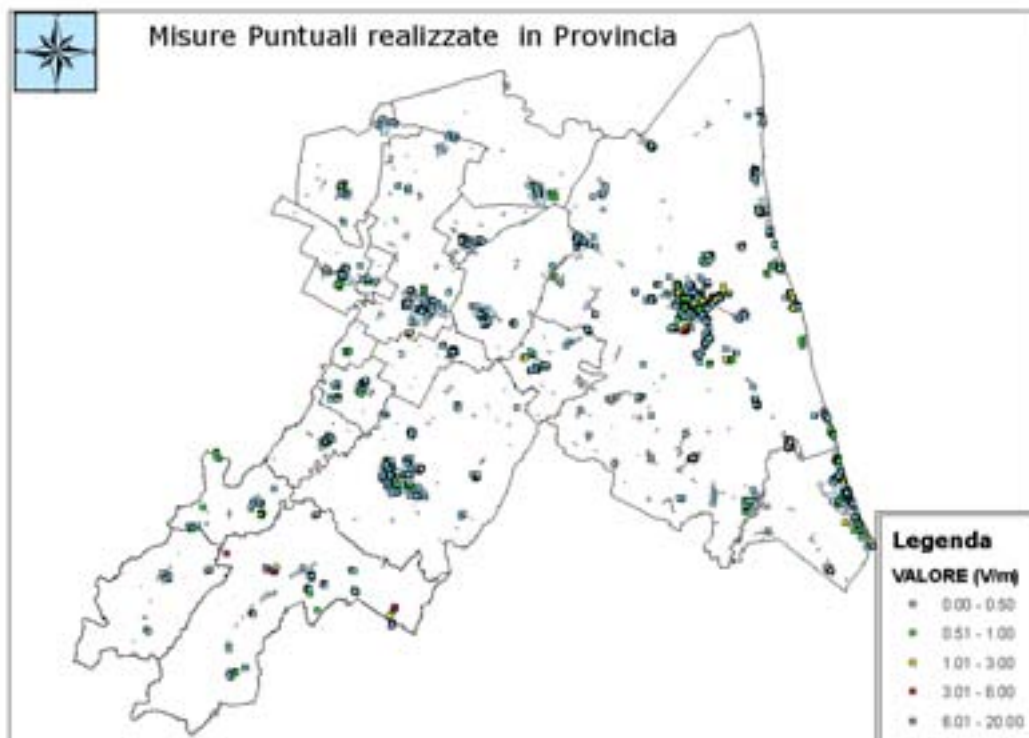 Misure Puntuali realizzate in Provincia
Legenda
VALORE (V/m)
0.00 - 0.50
0.51 - 1.00
1.01 - 3.00
3.01 - 6.00
6.01 - 20.00